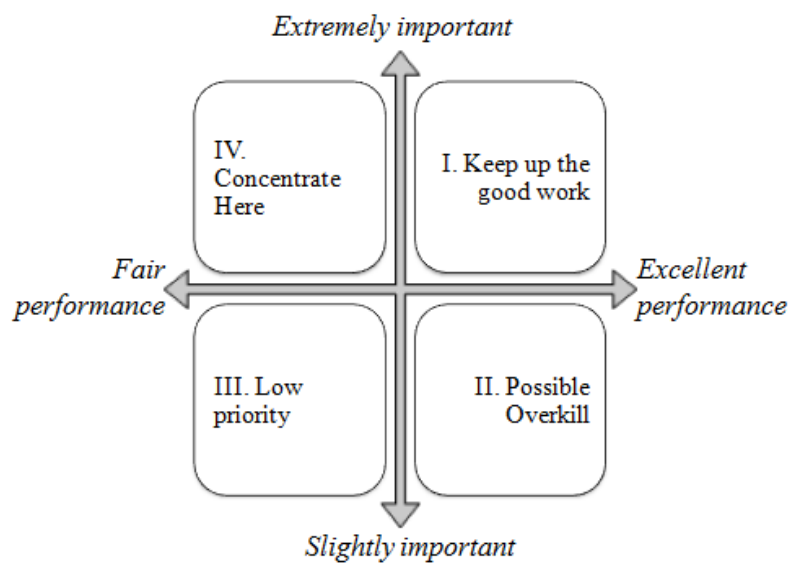 Extremely important
IV.
Concentrate
Here
I. Keep up the
good work
Fair
performance
Excellent
performance
III. Low
priority
II. Possible
Overkill
Slightly important